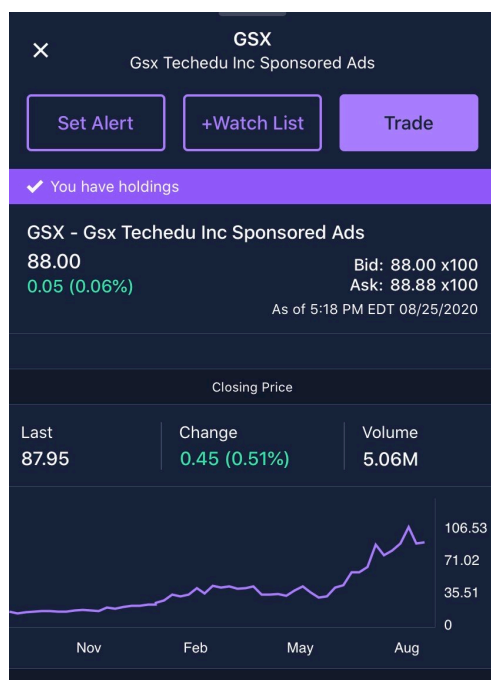 GSX
Gsx Techedu Inc Sponsored Ads
Set Alert
+Watch List
Trade
You have holdings
GSX - Gsx Techedu Inc Sponsored Ads
88.00
0.05 (0.06%)
Bid: 88.00 x100
Ask: 88.88 x100
As of 5:18 PM EDT 08/25/2020
Closing Price
Last
87.95
Change
0.45 (0.51%)
Volume
5.06M
106.53
71.02
35.51
0
Nov
Feb
May
Aug